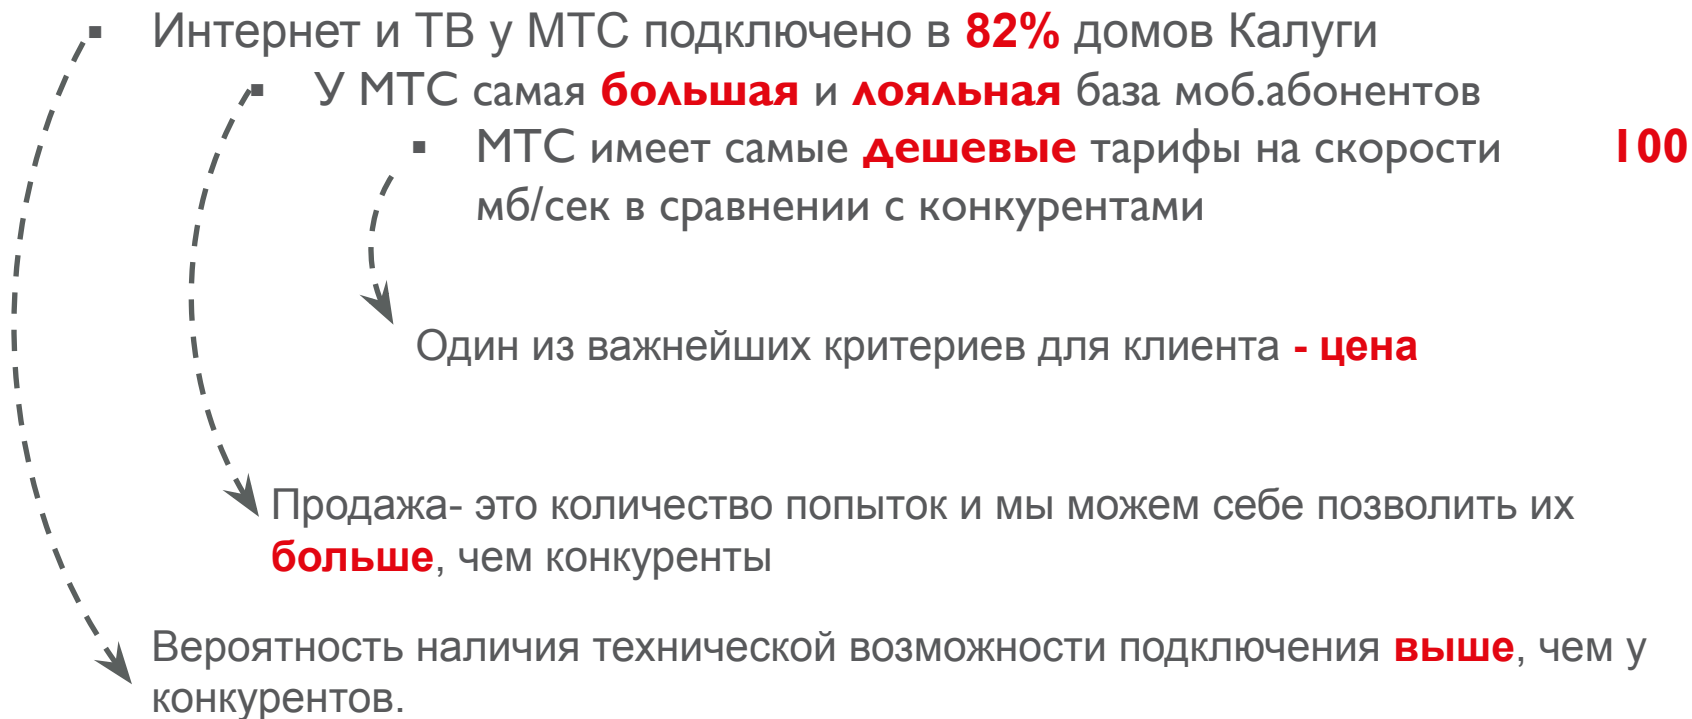 ▪ Интернет и ТВ у МТС подключено в 82% домов Калуги
▪ У МТС самая большая и лояльная база моб.абонентов
▪ МТС имеет самые дешевые тарифы на скорости 100
мб/сек в сравнении с конкурентами
Один из важнейших критериев для клиента - цена
Продажа- это количество попыток и мы можем себе позволить их
больше, чем конкуренты
Вероятность наличия технической возможности подключения выше, чем у
конкурентов.